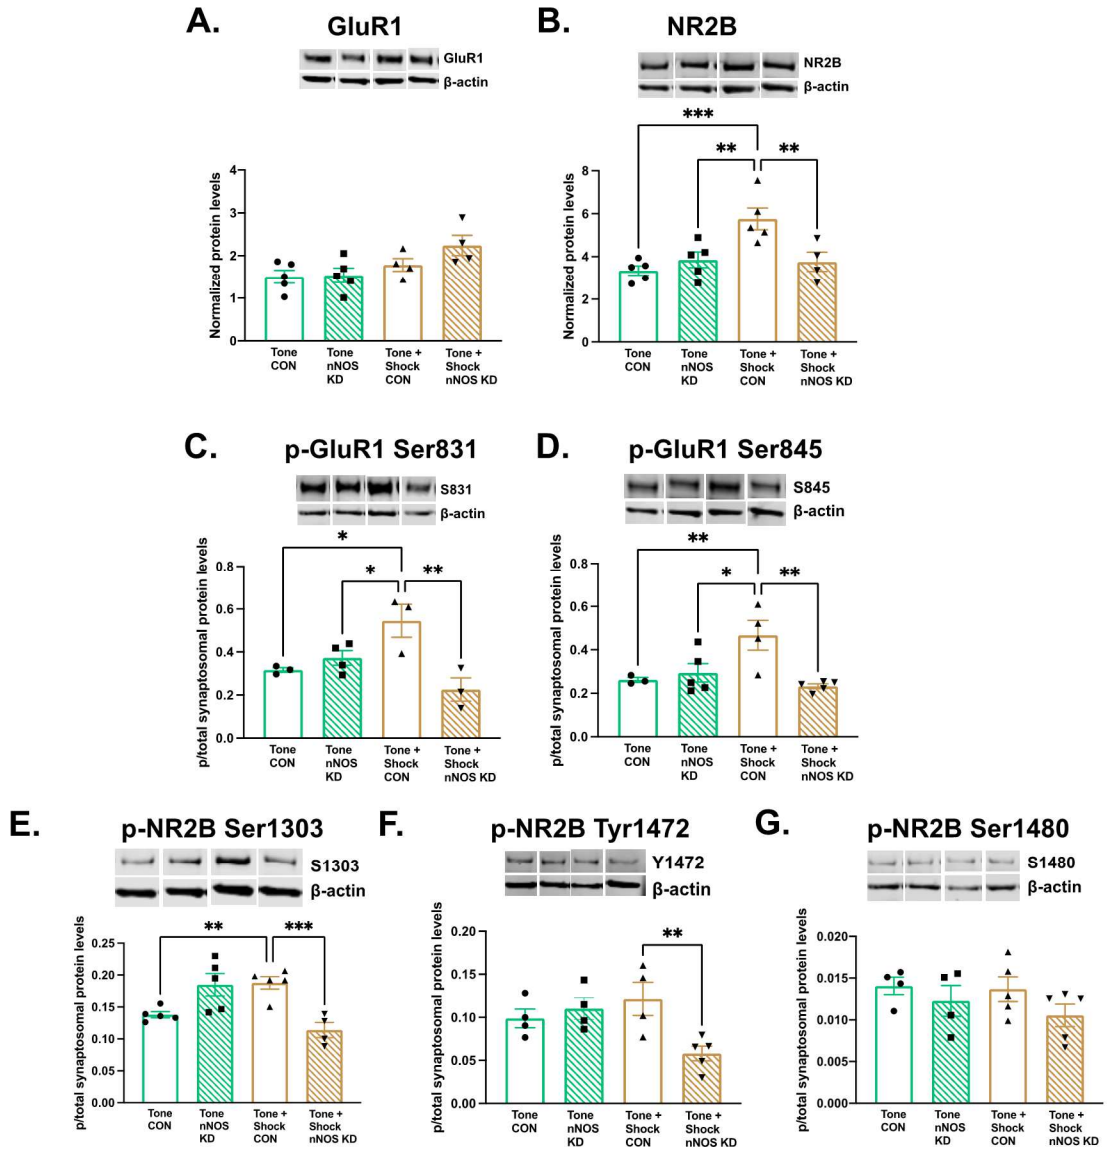 A.
GluR1
GluR1
β-actin
Normalized protein levels
4
3
2
1
0
Tone
CON
Tone
nNOS
KD
Tone +
Shock
CON
Tone +
Shock
nNOS KD
B.
NR2B
NR2B
β-actin
***
**
**
Normalized protein levels
8
6
4
2
0
Tone
CON
Tone
nNOS
KD
Tone +
Shock
CON
Tone +
Shock
nNOS KD
C.
p-GluR1 Ser831
S831
β-actin
*
*
**
p/total synaptosomal protein levels
0.8
0.6
0.4
0.2
0.0
Tone
CON
Tone
nNOS
KD
Tone +
Shock
CON
Tone +
Shock
nNOS KD
D.
p-GluR1 Ser845
S845
β-actin
**
*
**
p/total synaptosomal protein levels
0.8
0.6
0.4
0.2
0.0
Tone
CON
Tone
nNOS
KD
Tone +
Shock
CON
Tone +
Shock
nNOS KD
E.
p-NR2B Ser1303
S1303
β-actin
**
***
p/total synaptosomal protein levels
0.25
0.20
0.15
0.10
0.05
0.00
Tone
CON
Tone
nNOS
KD
Tone +
Shock
CON
Tone +
Shock
nNOS KD
F.
p-NR2B Tyr1472
Y1472
β-actin
**
p/total synaptosomal protein levels
0.20
0.15
0.10
0.05
0.00
Tone
CON
Tone
nNOS
KD
Tone +
Shock
CON
Tone +
Shock
nNOS KD
G.
p-NR2B Ser1480
S1480
β-actin
p/total synaptosomal protein levels
0.020
0.015
0.010
0.005
0.000
Tone
CON
Tone
nNOS
KD
Tone +
Shock
CON
Tone +
Shock
nNOS KD